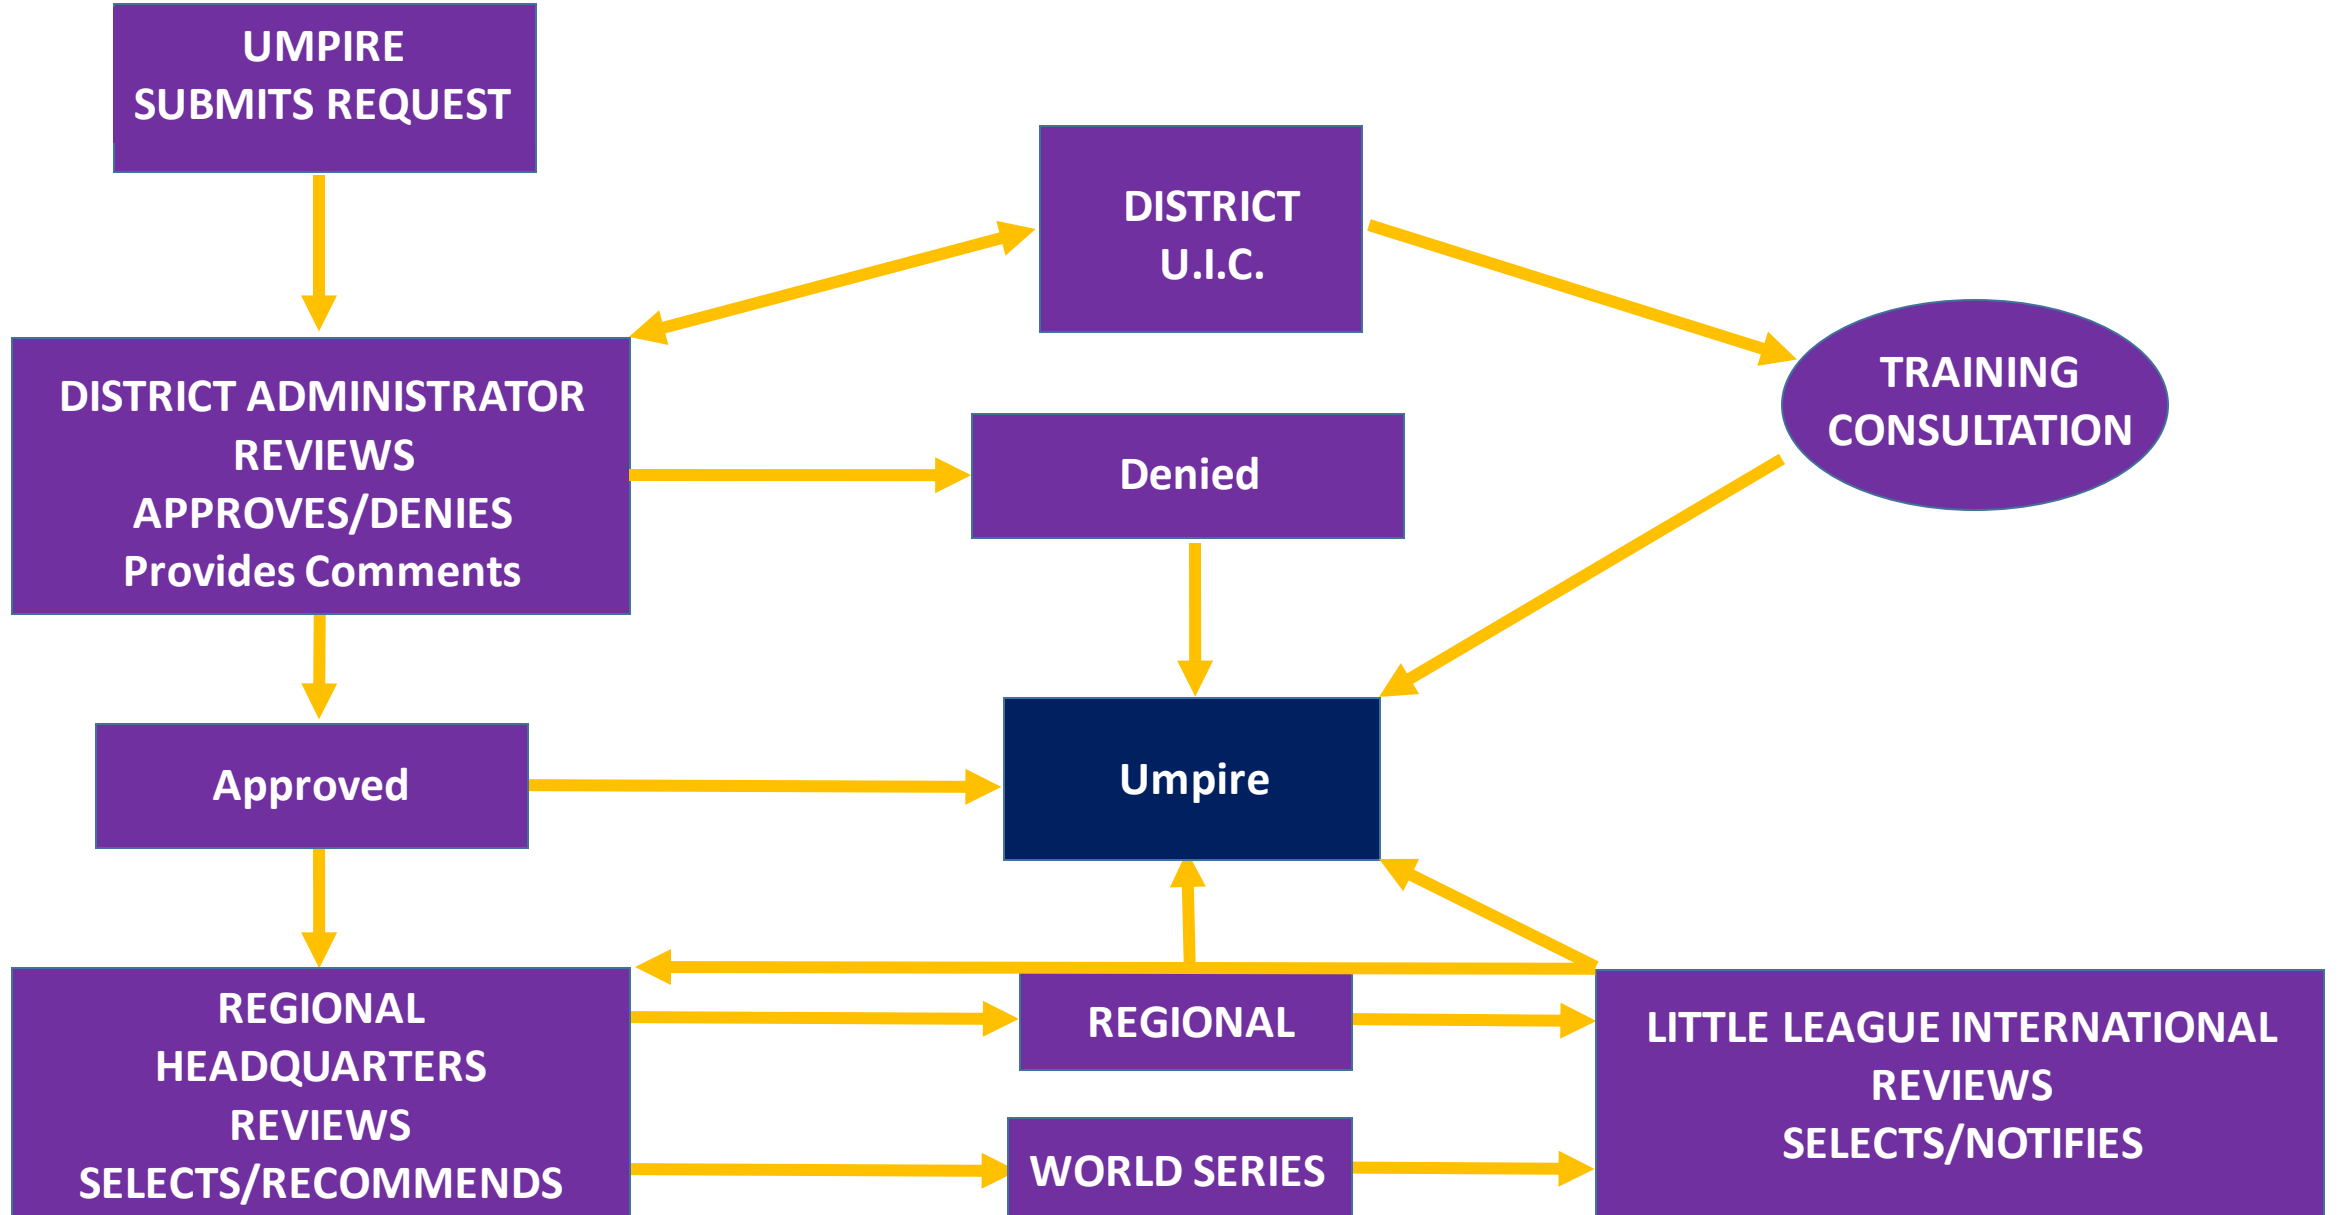 UMPIRE
SUBMITS REQUEST
DISTRICT
U.I.C.
TRAINING
CONSULTATION
DISTRICT ADMINISTRATOR
REVIEWS
APPROVES/DENIES
Provides Comments
Denied
Approved
Umpire
REGIONAL
HEADQUARTERS
REVIEWS
SELECTS/RECOMMENDS
REGIONAL
WORLD SERIES
LITTLE LEAGUE INTERNATIONAL
REVIEWS
SELECTS/NOTIFIES